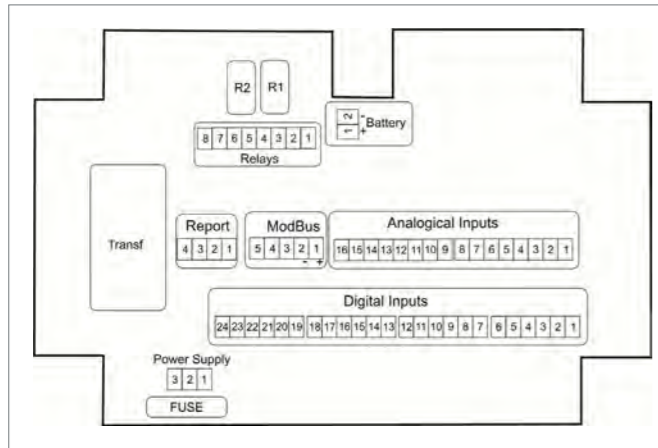 R2 R1
2 -
1 +
Battery
8 7 6 5 4 3 2 1
Relays
Transf
Report
4 3 2 1
ModBus
5 4 3 2 1
- +
Analogical Inputs
16 15 14 13 12 11 10 9 8 7 6 5 4 3 2 1
Digital Inputs
24 23 22 21 20 19 18 17 16 15 14 13 12 11 10 9 8 7 6 5 4 3 2 1
Power Supply
3 2 1
FUSE